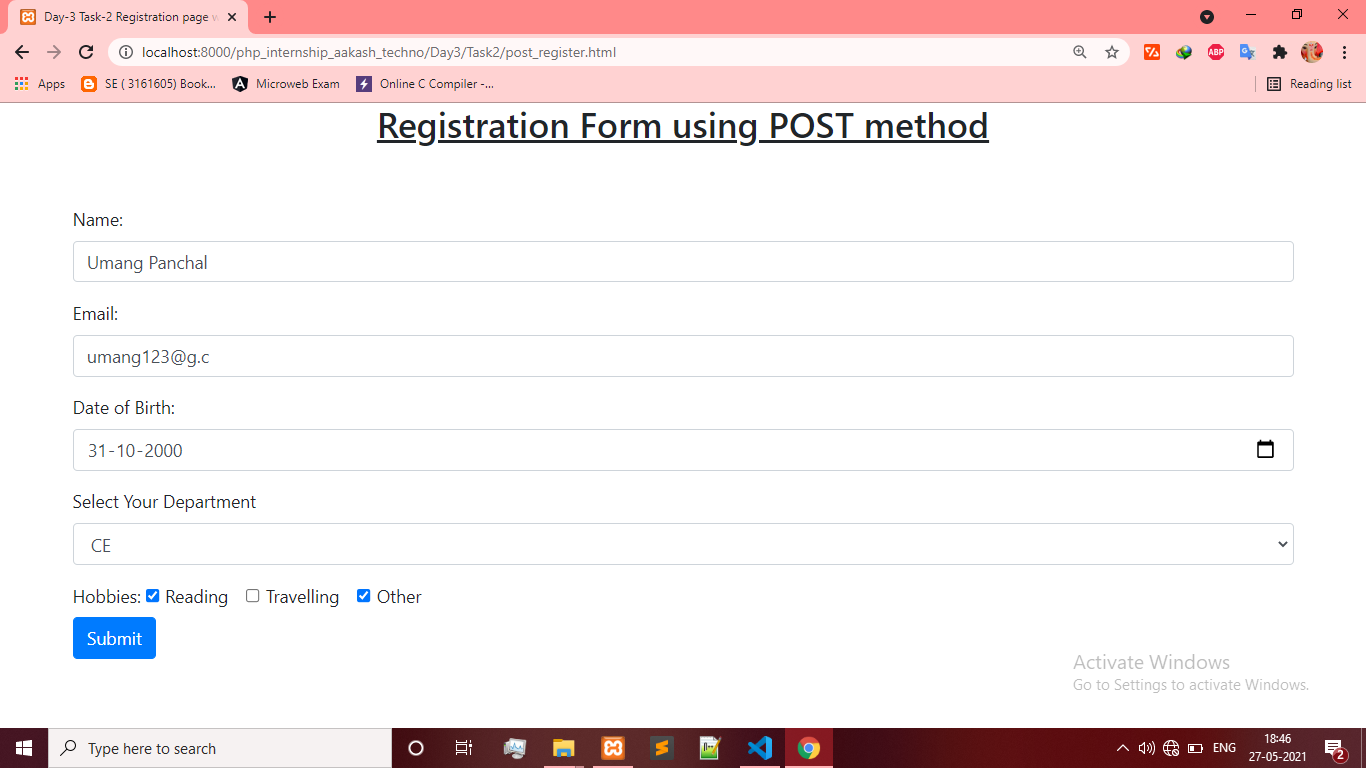 Day-3 Task-2 Registration page w
localhost:8000/php_internship_aakash_techno/Day3/Task2/post_register.html
ABP
Apps
SE ( 3161605) Book...
Microweb Exam
Online C Compiler -...
Reading list
Registration Form using POST method
Name:
Umang Panchal
Email:
umang123@g.c
Date of Birth:
31-10-2000
Select Your Department
CE
Hobbies: Reading Travelling Other
Submit
Activate Windows
Go to Settings to activate Windows.
Type here to search
ENG
18:46
27-05-2021
2